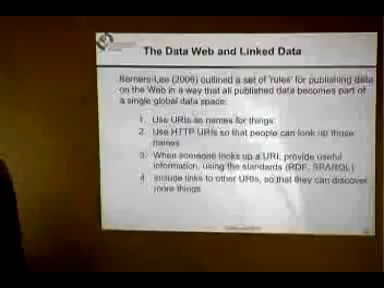 The Data Web and Linked Data
Berners-Lee (2006) outlined a set of 'rules' for publishing data
on the Web in a way that all published data becomes part of
a single global data space:
1. Use URIs as names for things
2. Use HTTP URIs so that people can look up those
names
3. When someone looks up a URI, provide useful
information, using the standards (RDF, SPARQL)
4. Include links to other URIs, so that they can discover
more things